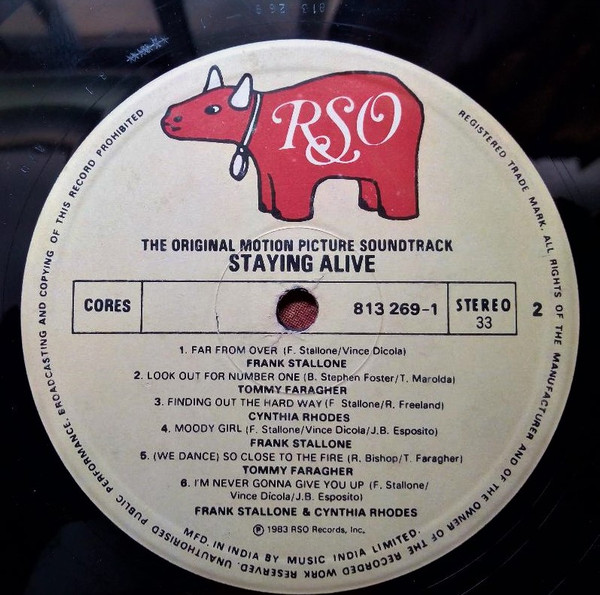 RSO
THE ORIGINAL MOTION PICTURE SOUNDTRACK
STAYING ALIVE
CORES 813 269-1 STEREO 33 2
1. FAR FROM OVER (F. Stallone/Vince Dicola)
FRANK STALLONE
2. LOOK OUT FOR NUMBER ONE (B. Stephen Foster/T. Marolda)
TOMMY FARAGHER
3. FINDING OUT THE HARD WAY (F Stallone/R. Freeland)
CYNTHIA RHODES
4. MOODY GIRL (F. Stallone/Vince Dicola/J.B. Esposito)
FRANK STALLONE
5. (WE DANCE) SO CLOSE TO THE FIRE (R. Bishop/T. Faragher)
TOMMY FARAGHER
6. I'M NEVER GONNA GIVE YOU UP (F. Stallone/
Vince Dicola/J.B. Esposito)
FRANK STALLONE & CYNTHIA RHODES
℗ 1983 RSO Records, Inc.
MFD. IN INDIA BY MUSIC INDIA LIMITED.
REGISTERED TRADE MARK. ALL RIGHTS OF THE MANUFACTURER AND OF THE OWNER OF THE RECORDED WORK RESERVED. UNAUTHORISED PUBLIC PERFORMANCE, BROADCASTING AND COPYING OF THIS RECORD PROHIBITED